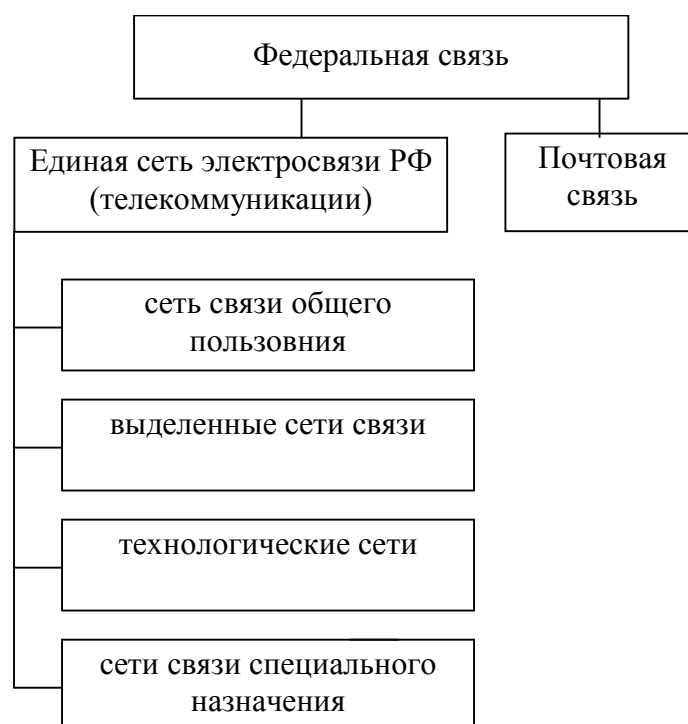 Федеральная связь
Единая сеть электросвязи РФ
(телекоммуникации)
Почтовая
связь
сеть связи общего
пользовния
выделенные сети связи
технологические сети
сети связи специального
назначения